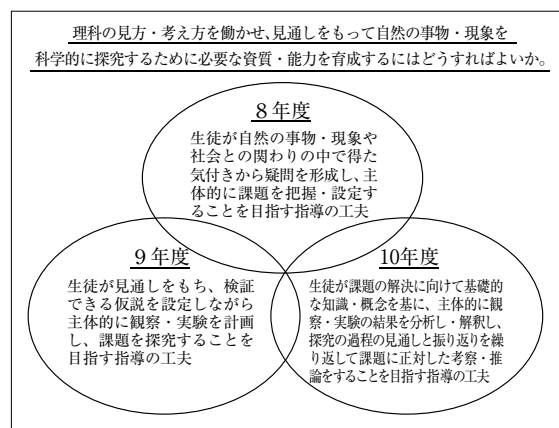 理科の見方・考え方を働かせ、見通しをもって自然の事物・現象を
科学的に探究するために必要な資質・能力を育成するにはどうすればよいか。
8年度
生徒が自然の事物・現象や
社会との関わりの中で得た
気付きから疑問を形成し、主
体的に課題を把握・設定す
ることを目指す指導の工夫
9年度
生徒が見通しをもち、検証
できる仮説を設定しながら
主体的に観察・実験を計画
し、課題を探究することを
目指す指導の工夫
10年度
生徒が課題の解決に向けて基礎的
な知識・概念を基に、主体的に観
察・実験の結果を分析し・解釈し、
探究の過程の見通しと振り返りを繰
り返して課題に正対した考察・推
論をすることを目指す指導の工夫